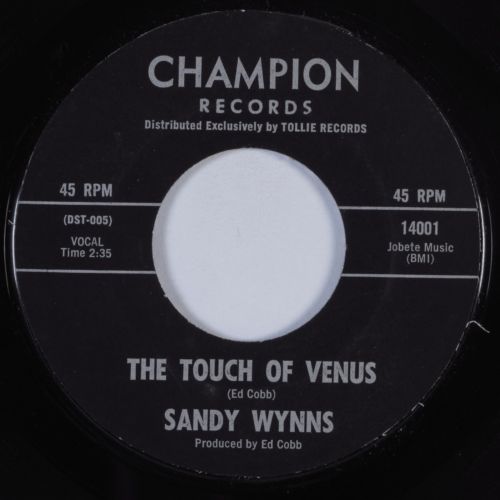 CHAMPION
RECORDS
Distributed Exclusively by TOLLIE RECORDS
45 RPM
(DST-005)
VOCAL
Time 2:35
45 RPM
14001
Jobete Music
(BMI)
THE TOUCH OF VENUS
(Ed Cobb)
SANDY WYNNS
Produced by Ed Cobb